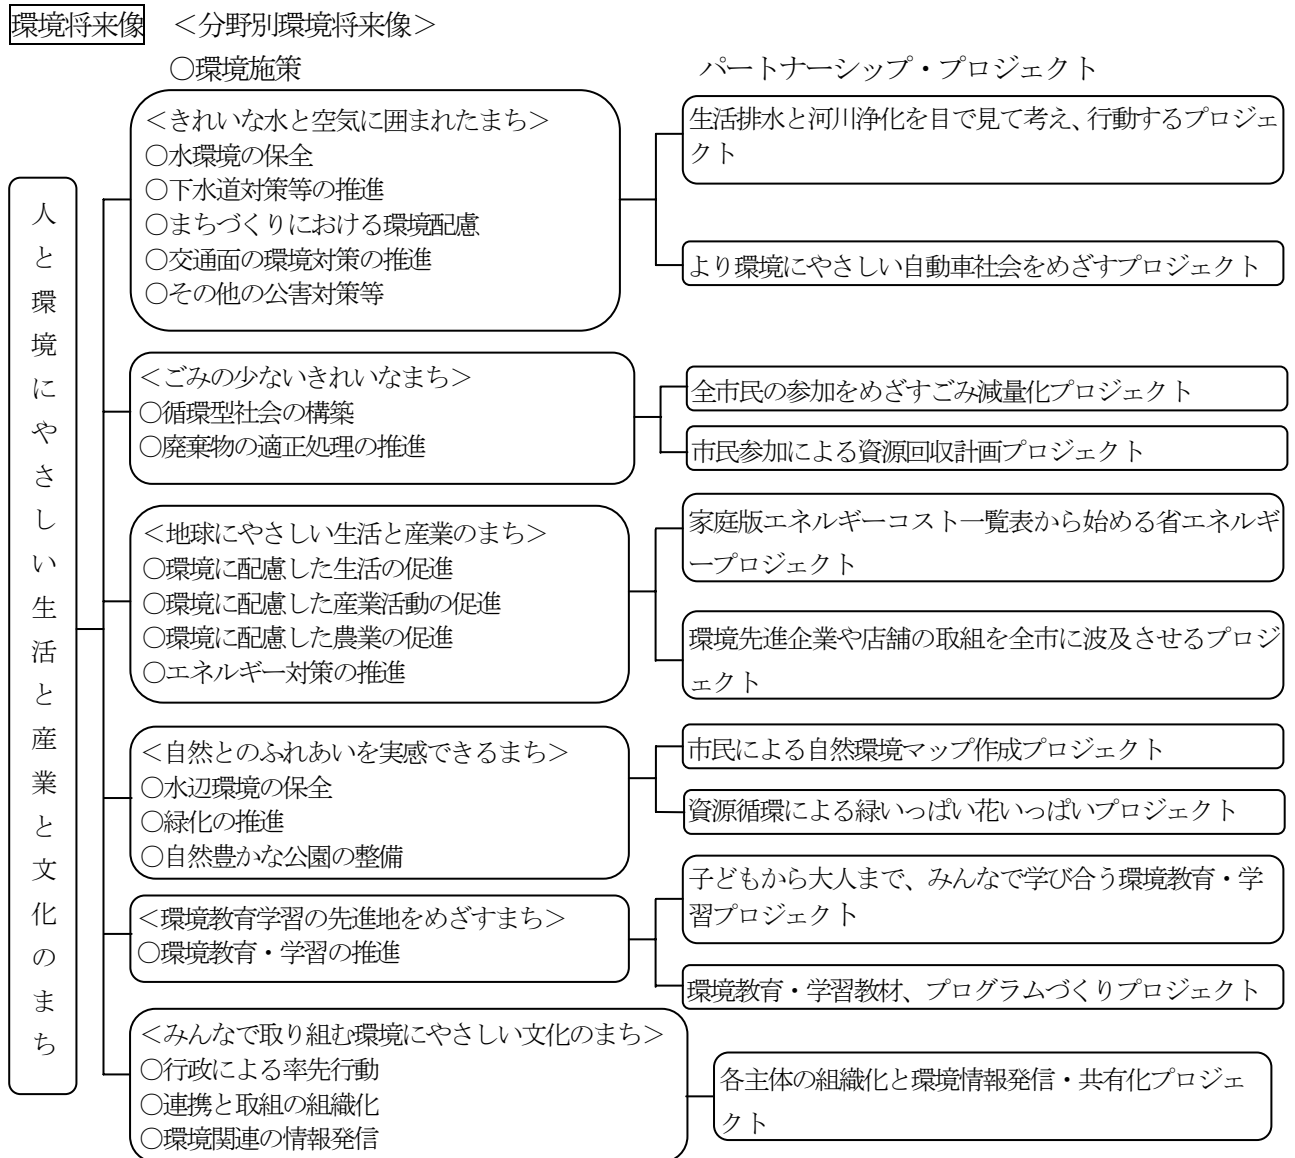 環境将来像　＜分野別環境将来像＞
○環境施策　パートナーシップ・プロジェクト
人と環境にやさしい生活と産業と文化のまち
＜きれいな水と空気に囲まれたまち＞
○水環境の保全
○下水道対策等の推進
○まちづくりにおける環境配慮
○交通面の環境対策の推進
○その他の公害対策等
生活排水と河川浄化を目で見て考え、行動するプロジェ
クト
より環境にやさしい自動車社会をめざすプロジェクト
＜ごみの少ないきれいなまち＞
○循環型社会の構築
○廃棄物の適正処理の推進
全市民の参加をめざすごみ減量化プロジェクト
市民参加による資源回収計画プロジェクト
＜地球にやさしい生活と産業のまち＞
○環境に配慮した生活の促進
○環境に配慮した産業活動の促進
○環境に配慮した農業の促進
○エネルギー対策の推進
家庭版エネルギーコスト一覧表から始める省エネルギ
ープロジェクト
環境先進企業や店舗の取組を全市に波及させるプロジ
ェクト
＜自然とのふれあいを実感できるまち＞
○水辺環境の保全
○緑化の推進
○自然豊かな公園の整備
市民による自然環境マップ作成プロジェクト
資源循環による緑いっぱい花いっぱいプロジェクト
＜環境教育学習の先進地をめざすまち＞
○環境教育・学習の推進
子どもから大人まで、みんなで学び合う環境教育・学
習プロジェクト
環境教育・学習教材、プログラムづくりプロジェクト
＜みんなで取り組む環境にやさしい文化のまち＞
○行政による率先行動
○連携と取組の組織化
○環境関連の情報発信
各主体の組織化と環境情報発信・共有化プロジェ
クト